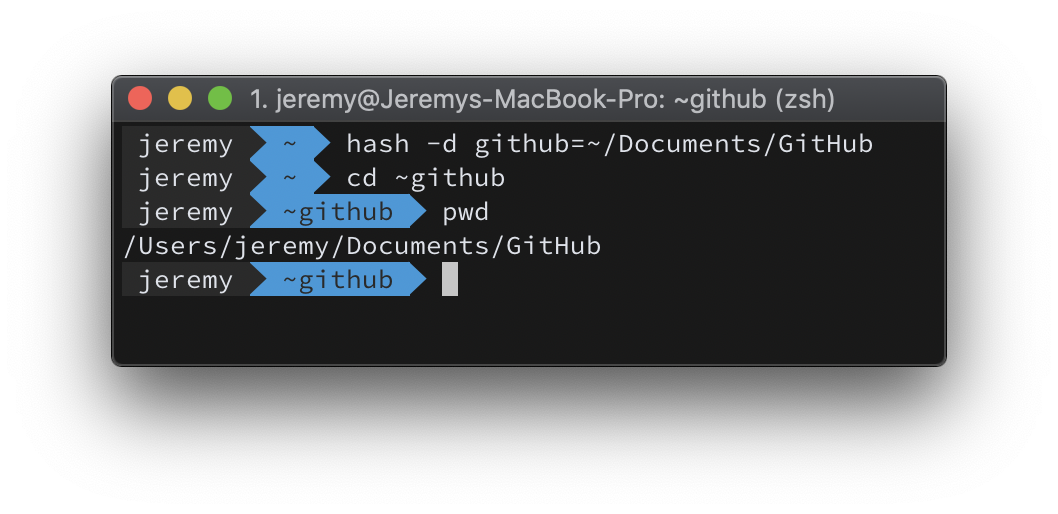 1. jeremy@Jeremys-MacBook-Pro: ~github (zsh)
jeremy ~ hash -d github=~/Documents/GitHub
jeremy ~ cd ~github
jeremy ~github pwd
/Users/jeremy/Documents/GitHub
jeremy ~github